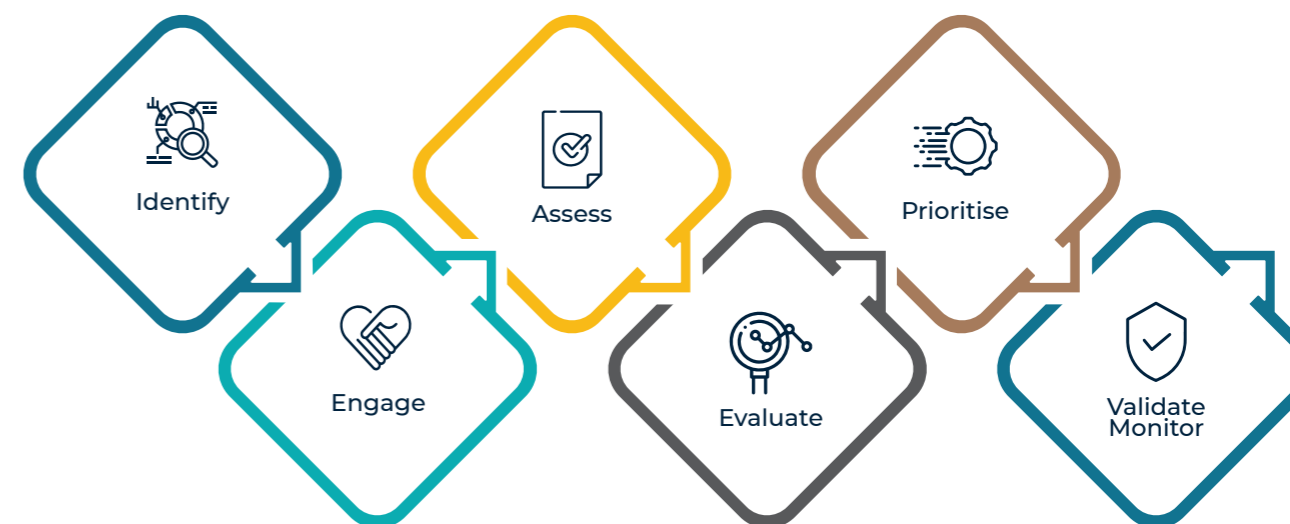 Identify
Engage
Assess
Evaluate
Prioritise
Validate
Monitor